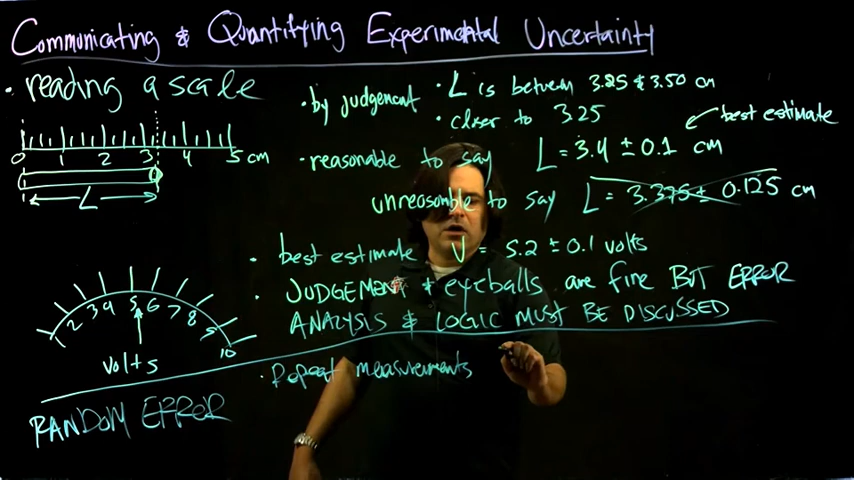 Communicating & Quantifying Experimental Uncertainty
• reading a scale
0 1 2 3 4 5 cm
L
• by judgement
• L is between 3.25 & 3.50 cm
• closer to 3.25
best estimate
• reasonable to say L = 3.4 ± 0.1 cm
unreasonable to say L = 3.375 ± 0.125 cm
• best estimate V = 5.2 ± 0.1 volts
• JUDGEMENT & eyeballs are fine BUT ERROR
ANALYSIS & LOGIC MUST BE DISCUSSED
2 3 4 5 6 7 8 9 10
volts
RANDOM ERROR
• Repeat measurements